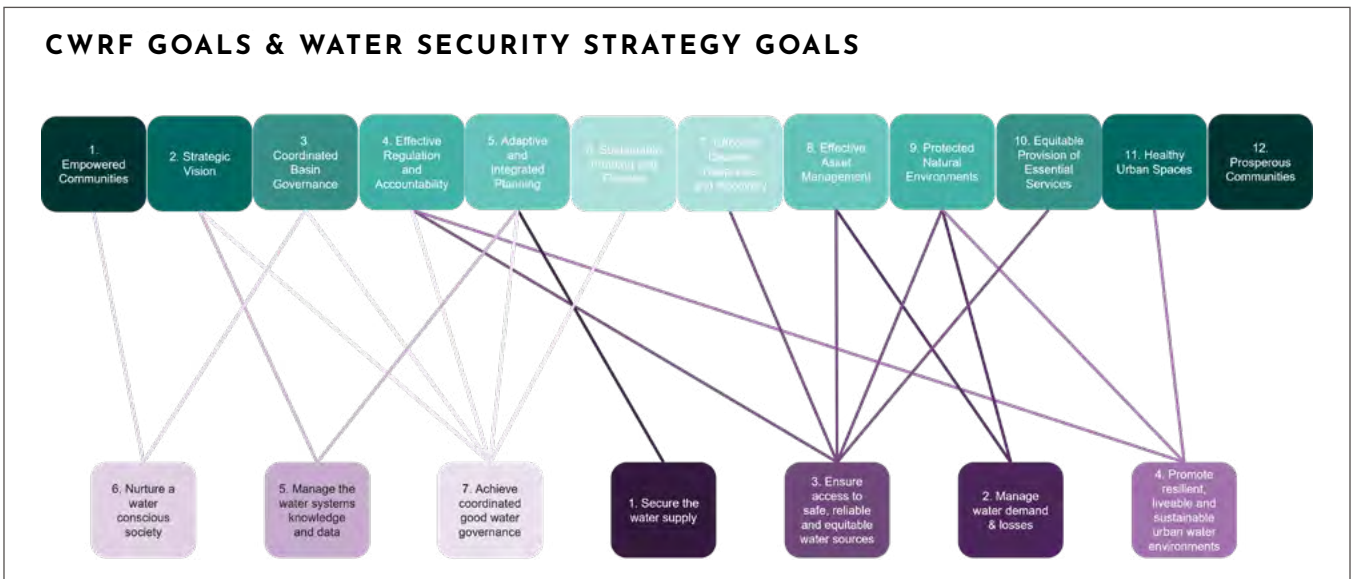 CWRF GOALS & WATER SECURITY STRATEGY GOALS
1.
Empowered
Communities
2. Strategic
Vision
3.
Coordinated
Basin
Governance
4. Effective
Regulation
and
Accountability
5. Adaptive
and
Integrated
Planning
8. Effective
Asset
Management
9. Protected
Natural
Environments
10. Equitable
Provision of
Essential
Services
11. Healthy
Urban Spaces
12.
Prosperous
Communities
6. Nurture a
water
conscious
society
5. Manage the
water systems
knowledge
and data
7. Achieve
coordinated
good water
governance
1. Secure the
water supply
3. Ensure
access to
safe, reliable
and equitable
water sources
2. Manage
water demand
& losses
4. Promote
resilient,
liveable and
sustainable
urban water
environments